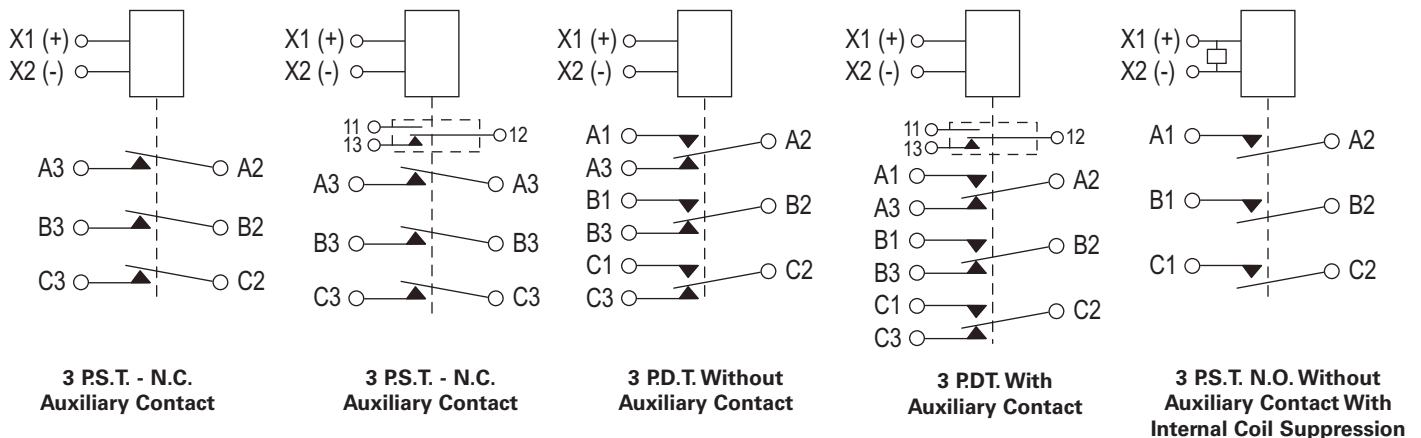 X1 (+)
X2 (-)
A3
A2
B3
B2
C3
C2
3 P.S.T. - N.C.
Auxiliary Contact
X1 (+)
X2 (-)
11
12
13
A3
A3
B3
B3
C3
C3
3 P.S.T. - N.C.
Auxiliary Contact
X1 (+)
X2 (-)
A1
A2
A3
B1
B2
B3
C1
C2
C3
3 P.D.T. Without
Auxiliary Contact
X1 (+)
X2 (-)
11
12
13
A1
A2
A3
B1
B2
B3
C1
C2
C3
3 P.DT. With
Auxiliary Contact
X1 (+)
X2 (-)
A1
A2
B1
B2
C1
C2
3 P.S.T. N.O. Without
Auxiliary Contact With
Internal Coil Suppression